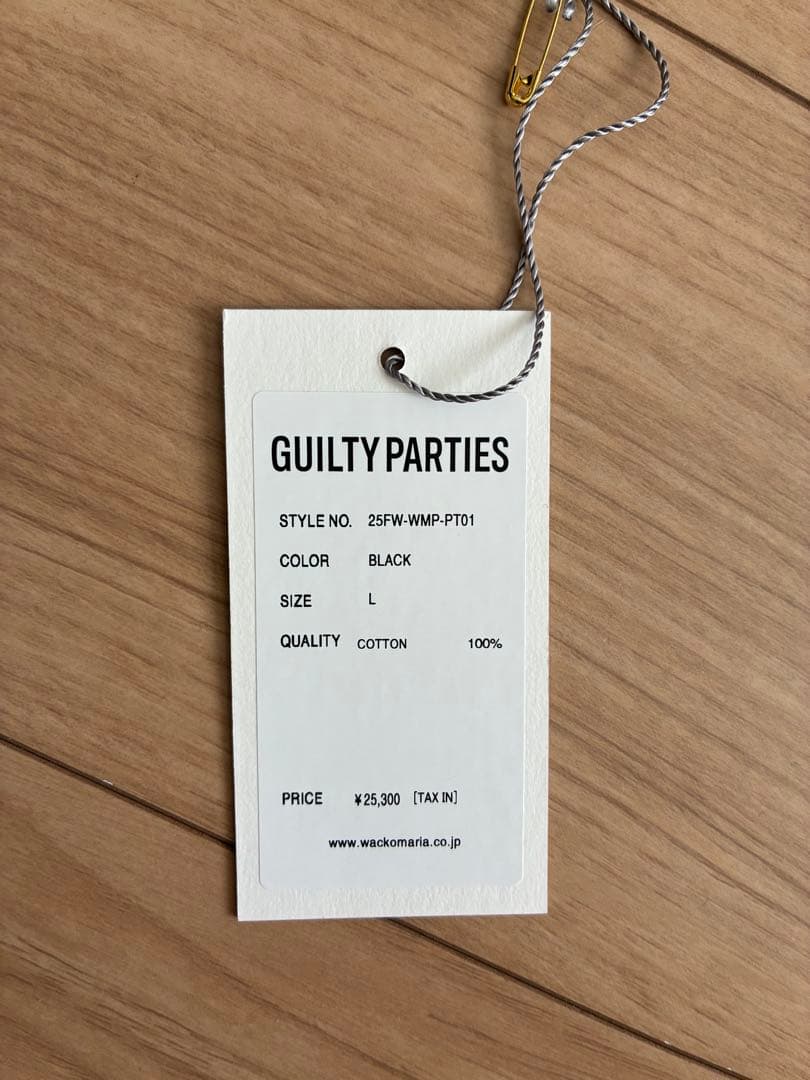 GUILTY PARTIES
STYLE NO. 25FW-WMP-PT01
COLOR BLACK
SIZE L
QUALITY COTTON 100%
PRICE ¥25,300 [TAX IN]
www.wackomaria.co.jp